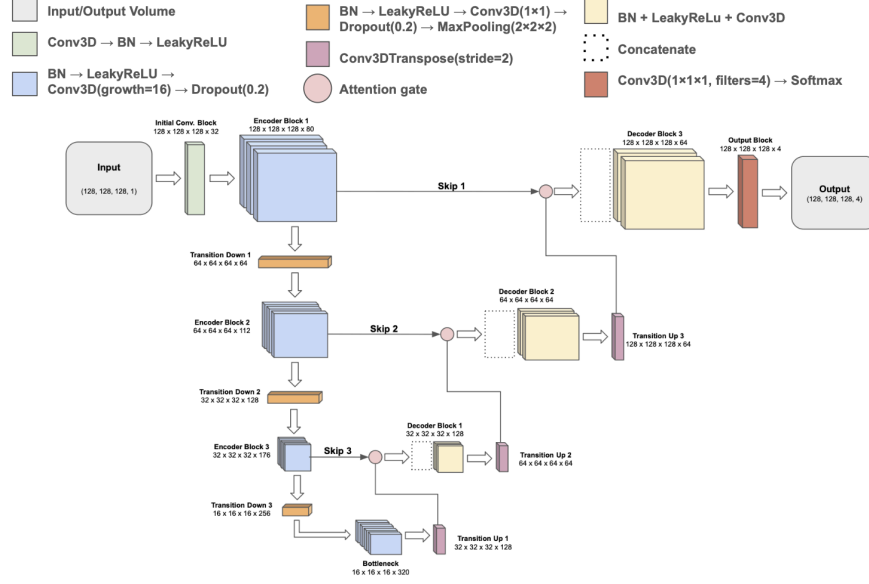 Input/Output Volume
Conv3D → BN → LeakyReLU
BN → LeakyReLU →
Conv3D(growth=16) → Dropout(0.2)
BN → LeakyReLU → Conv3D(1×1) →
Dropout(0.2) → MaxPooling(2×2×2)
Conv3DTranspose(stride=2)
Attention gate
BN + LeakyReLu + Conv3D
Concatenate
Conv3D(1×1×1, filters=4) → Softmax
Input
(128, 128, 128, 1)
Initial Conv. Block
128 x 128 x 128 x 32
Encoder Block 1
128 x 128 x 128 x 80
Skip 1
Decoder Block 3
128 x 128 x 128 x 64
Output Block
128 x 128 x 128 x 4
Output
(128, 128, 128, 4)
Transition Down 1
64 x 64 x 64 x 64
Encoder Block 2
64 x 64 x 64 x 112
Skip 2
Decoder Block 2
64 x 64 x 64 x 64
Transition Up 3
128 x 128 x 128 x 64
Transition Down 2
32 x 32 x 32 x 128
Encoder Block 3
32 x 32 x 32 x 176
Skip 3
Decoder Block 1
32 x 32 x 32 x 128
Transition Up 2
64 x 64 x 64 x 64
Transition Down 3
16 x 16 x 16 x 256
Bottleneck
16 x 16 x 16 x 320
Transition Up 1
32 x 32 x 32 x 128